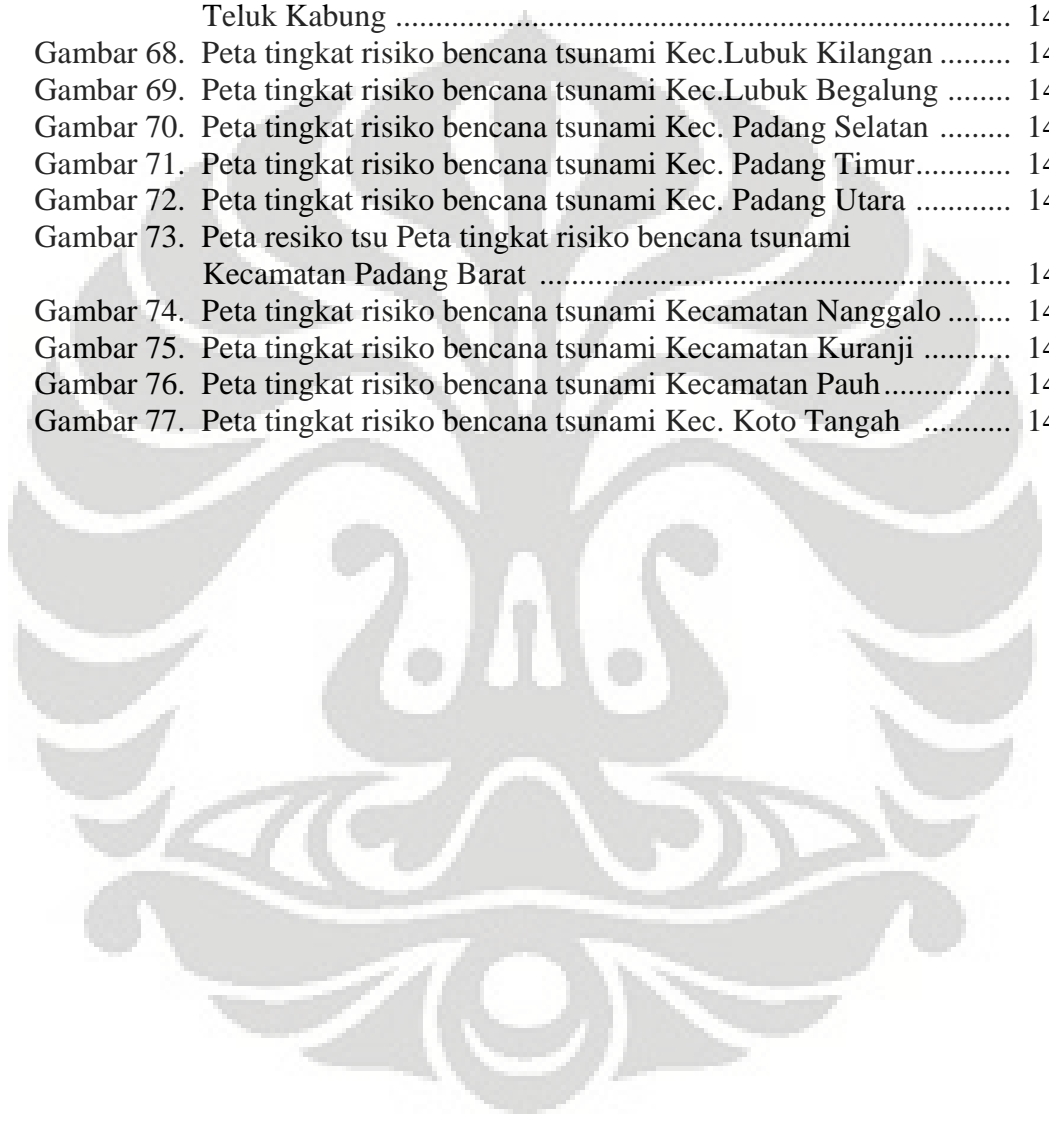 Teluk Kabung ............................................................................. 14
Gambar 68. Peta tingkat risiko bencana tsunami Kec.Lubuk Kilangan ......... 14
Gambar 69. Peta tingkat risiko bencana tsunami Kec.Lubuk Begalung ........ 14
Gambar 70. Peta tingkat risiko bencana tsunami Kec. Padang Selatan ......... 14
Gambar 71. Peta tingkat risiko bencana tsunami Kec. Padang Timur............ 14
Gambar 72. Peta tingkat risiko bencana tsunami Kec. Padang Utara ............ 14
Gambar 73. Peta resiko tsu Peta tingkat risiko bencana tsunami
Kecamatan Padang Barat ........................................................... 14
Gambar 74. Peta tingkat risiko bencana tsunami Kecamatan Nanggalo ........ 14
Gambar 75. Peta tingkat risiko bencana tsunami Kecamatan Kuranji ........... 14
Gambar 76. Peta tingkat risiko bencana tsunami Kecamatan Pauh................ 14
Gambar 77. Peta tingkat risiko bencana tsunami Kec. Koto Tangah ........... 14